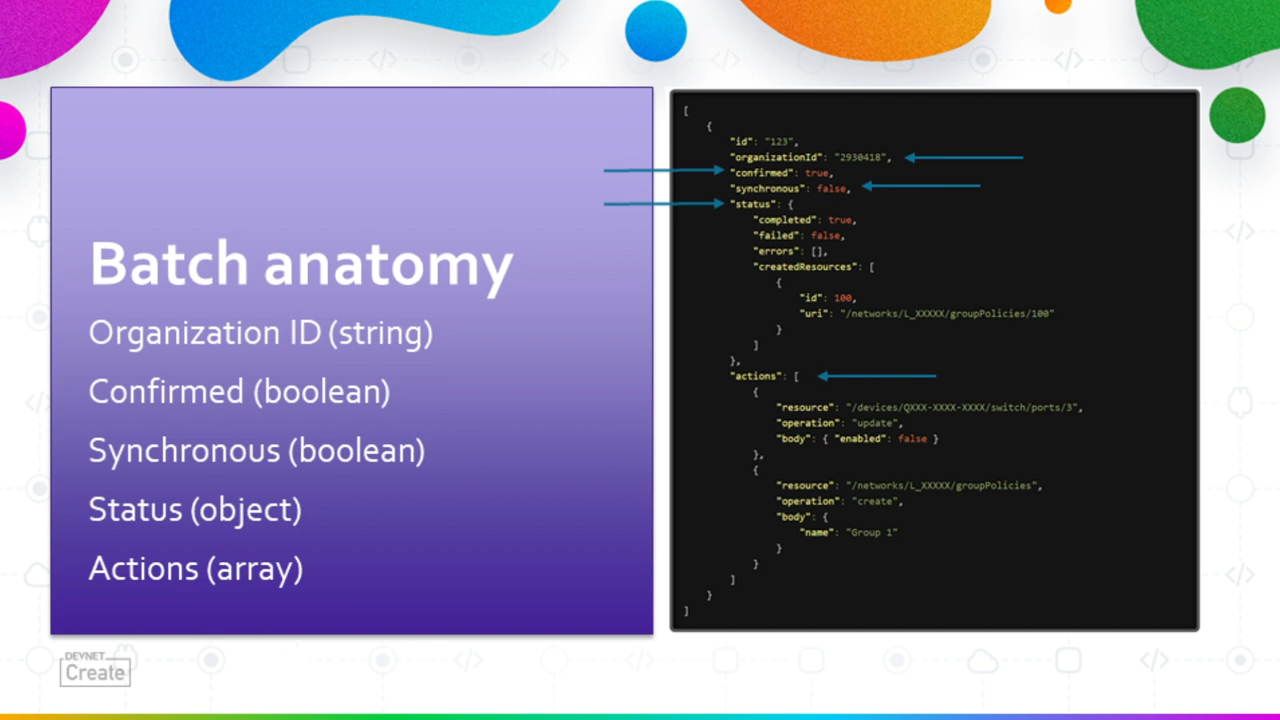 Batch anatomy
Organization ID (string)
Confirmed (boolean)
Synchronous (boolean)
Status (object)
Actions (array)
[
{
"id": "123",
"organizationId": "2930418",
"confirmed": true,
"synchronous": false,
"status": {
"completed": true,
"failed": false,
"errors": [],
"createdResources": [
{
"id": 100,
"uri": "/networks/L_XXXXX/groupPolicies/100"
}
]
},
"actions": [
{
"resource": "/devices/QXXX-XXXX-XXXX/switch/ports/3",
"operation": "update",
"body": { "enabled": false }
},
{
"resource": "/networks/L_XXXXX/groupPolicies",
"operation": "create",
"body": {
"name": "Group 1"
}
}
]
}
]
DEVNET
Create